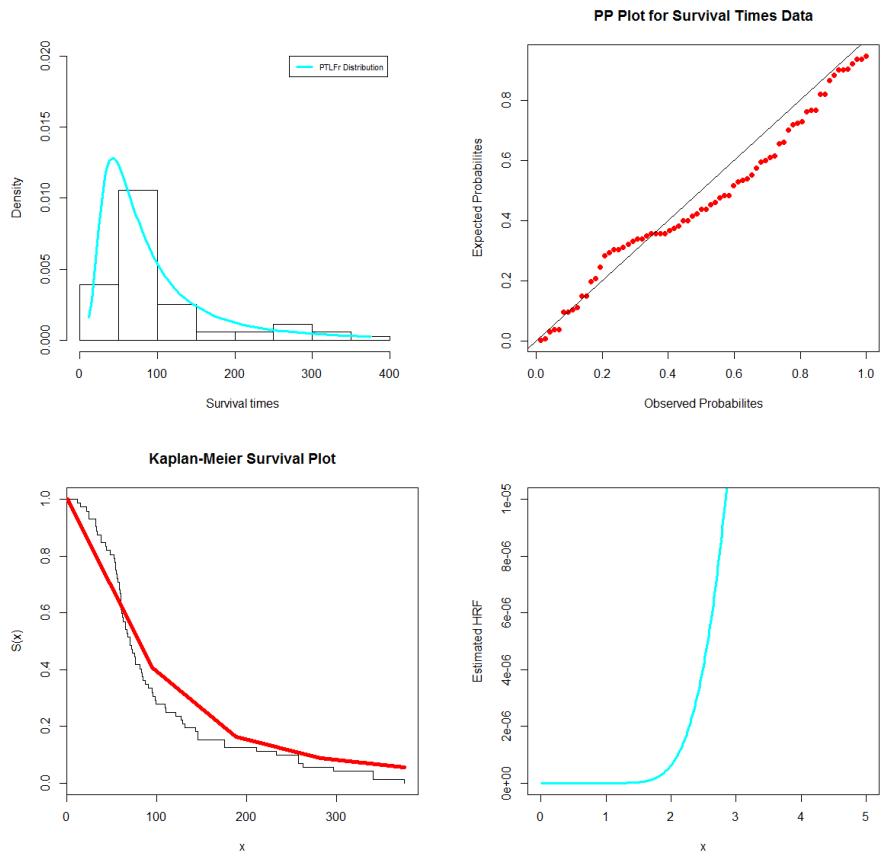 PTLFr Distribution
0.000 0.005 0.010 0.015 0.020
Density
0 100 200 300 400
Survival times
PP Plot for Survival Times Data
0.0 0.2 0.4 0.6 0.8
Expected Probabilites
0.0 0.2 0.4 0.6 0.8 1.0
Observed Probabilites
Kaplan-Meier Survival Plot
0.0 0.2 0.4 0.6 0.8 1.0
S(x)
0 100 200 300
x
0e+00 2e-06 4e-06 6e-06 8e-06 1e-05
Estimated HRF
0 1 2 3 4 5
x